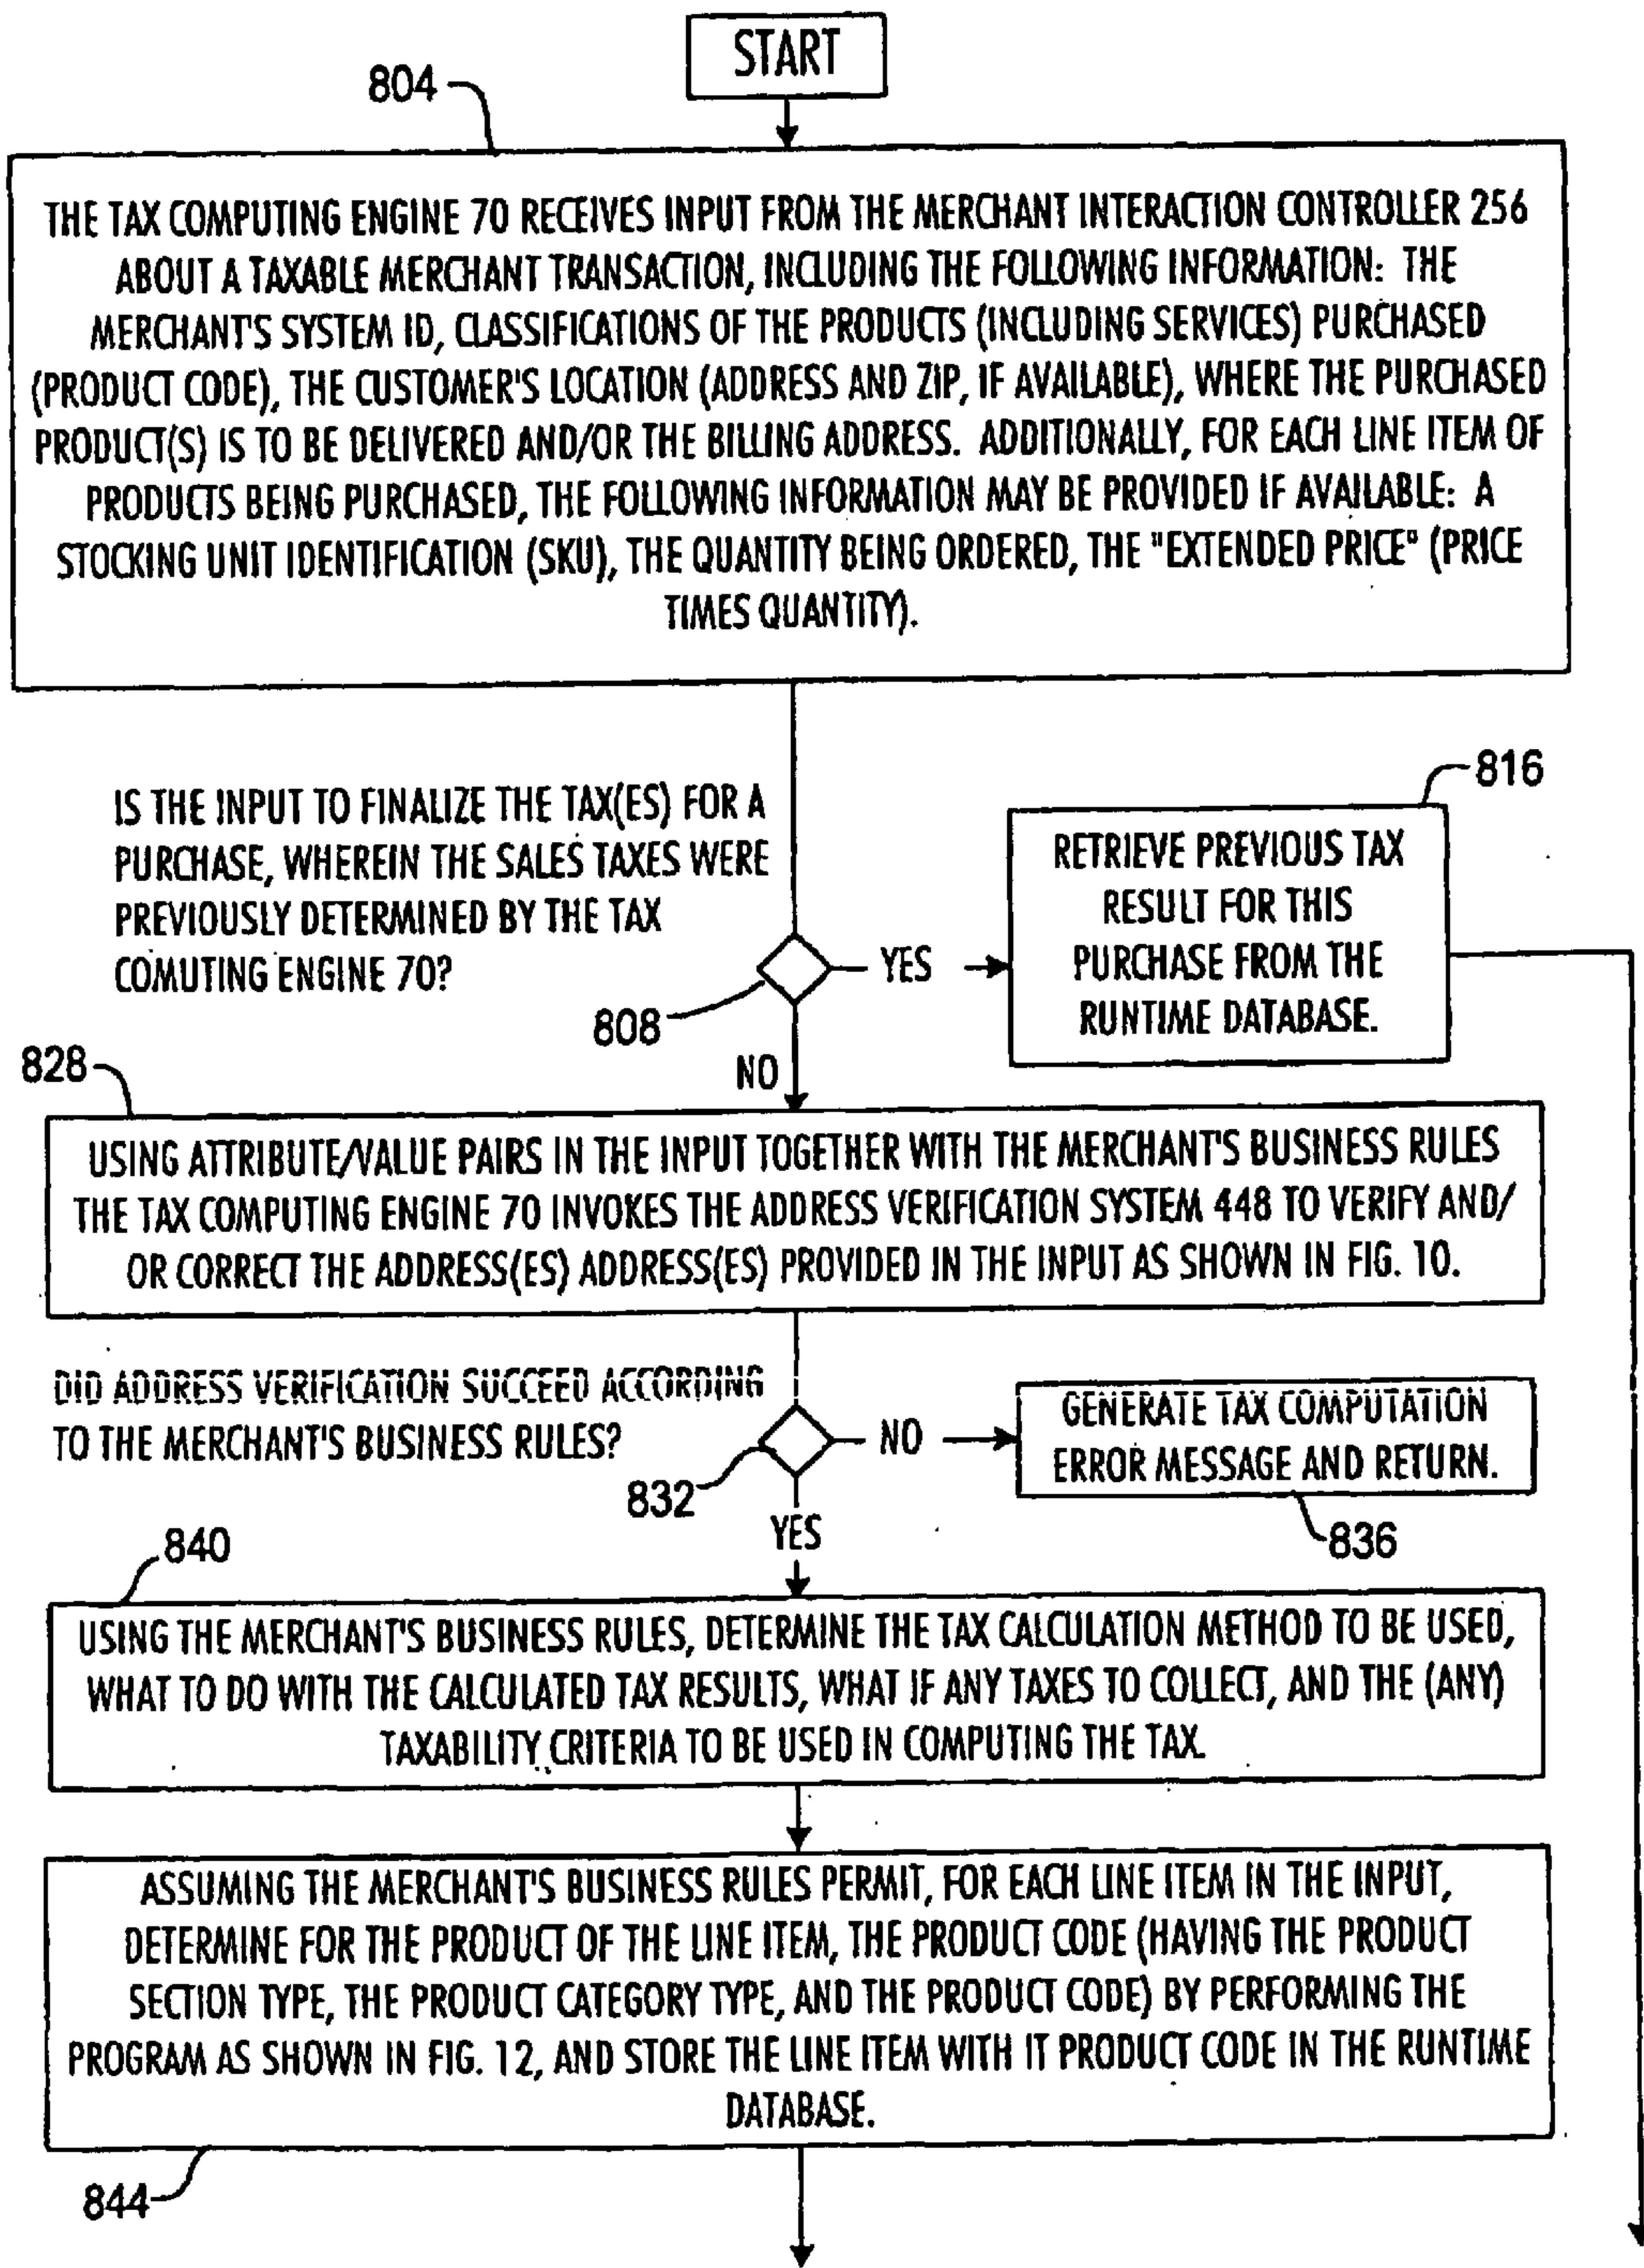 START
804
THE TAX COMPUTING ENGINE 70 RECEIVES INPUT FROM THE MERCHANT INTERACTION CONTROLLER 256
ABOUT A TAXABLE MERCHANT TRANSACTION, INCLUDING THE FOLLOWING INFORMATION: THE
MERCHANT'S SYSTEM ID, CLASSIFICATIONS OF THE PRODUCTS (INCLUDING SERVICES) PURCHASED
(PRODUCT CODE), THE CUSTOMER'S LOCATION (ADDRESS AND ZIP, IF AVAILABLE), WHERE THE PURCHASED
PRODUCT(S) IS TO BE DELIVERED AND/OR THE BILLING ADDRESS. ADDITIONALLY, FOR EACH LINE ITEM OF
PRODUCTS BEING PURCHASED, THE FOLLOWING INFORMATION MAY BE PROVIDED IF AVAILABLE: A
STOCKING UNIT IDENTIFICATION (SKU), THE QUANTITY BEING ORDERED, THE "EXTENDED PRICE" (PRICE
TIMES QUANTITY).
IS THE INPUT TO FINALIZE THE TAX(ES) FOR A
PURCHASE, WHEREIN THE SALES TAXES WERE
PREVIOUSLY DETERMINED BY THE TAX
COMUTING ENGINE 70?
808
YES
816
RETRIEVE PREVIOUS TAX
RESULT FOR THIS
PURCHASE FROM THE
RUNTIME DATABASE.
NO
828
USING ATTRIBUTE/VALUE PAIRS IN THE INPUT TOGETHER WITH THE MERCHANT'S BUSINESS RULES
THE TAX COMPUTING ENGINE 70 INVOKES THE ADDRESS VERIFICATION SYSTEM 448 TO VERIFY AND/
OR CORRECT THE ADDRESS(ES) ADDRESS(ES) PROVIDED IN THE INPUT AS SHOWN IN FIG. 10.
DID ADDRESS VERIFICATION SUCCEED ACCORDING
TO THE MERCHANT'S BUSINESS RULES?
832
NO
GENERATE TAX COMPUTATION
ERROR MESSAGE AND RETURN.
836
YES
840
USING THE MERCHANT'S BUSINESS RULES, DETERMINE THE TAX CALCULATION METHOD TO BE USED,
WHAT TO DO WITH THE CALCULATED TAX RESULTS, WHAT IF ANY TAXES TO COLLECT, AND THE (ANY)
TAXABILITY CRITERIA TO BE USED IN COMPUTING THE TAX.
ASSUMING THE MERCHANT'S BUSINESS RULES PERMIT, FOR EACH LINE ITEM IN THE INPUT,
DETERMINE FOR THE PRODUCT OF THE LINE ITEM, THE PRODUCT CODE (HAVING THE PRODUCT
SECTION TYPE, THE PRODUCT CATEGORY TYPE, AND THE PRODUCT CODE) BY PERFORMING THE
PROGRAM AS SHOWN IN FIG. 12, AND STORE THE LINE ITEM WITH IT PRODUCT CODE IN THE RUNTIME
DATABASE.
844